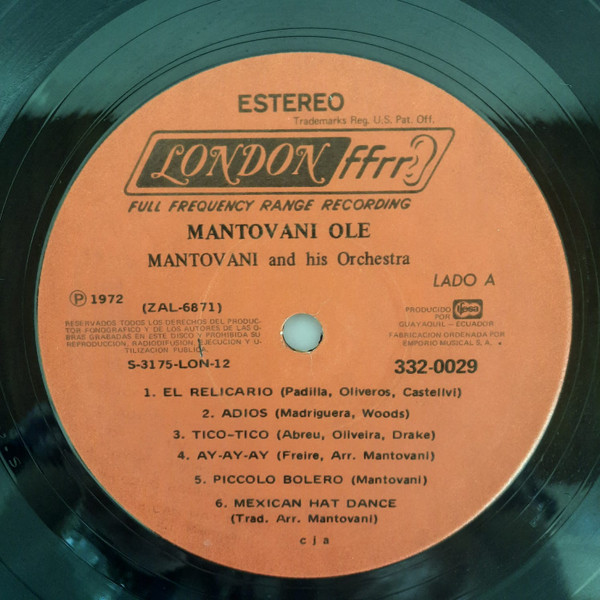 ESTEREO
Trademarks Reg. U.S. Pat. Off.
LONDON ffrr
FULL FREQUENCY RANGE RECORDING
MANTOVANI OLE
MANTOVANI and his Orchestra
LADO A
Ⓟ 1972
(ZAL-6871)
RESERVADOS TODOS LOS DERECHOS DEL PRODUC-
TOR FONOGRAFICO Y DE LOS AUTORES DE LAS O-
BRAS GRABADAS EN ESTE DISCO Y PROHIBIDA SU
REPRODUCCION, RADIODIFUSION, EJECUCION Y U-
TILIZACION PUBLICA
S-3175-LON-12
PRODUCIDO
POR
ifesa
GUAYAQUIL - ECUADOR
FABRICACION ORDENADA POR
EMPORIO MUSICAL S, A.
332-0029
1. EL RELICARIO (Padilla, Oliveros, Castellvi)
2. ADIOS (Madriguera, Woods)
3. TICO-TICO (Abreu, Oliveira, Drake)
4. AY-AY-AY (Freire, Arr. Mantovani)
5. PICCOLO BOLERO (Mantovani)
6. MEXICAN HAT DANCE
(Trad. Arr. Mantovani)
c j a